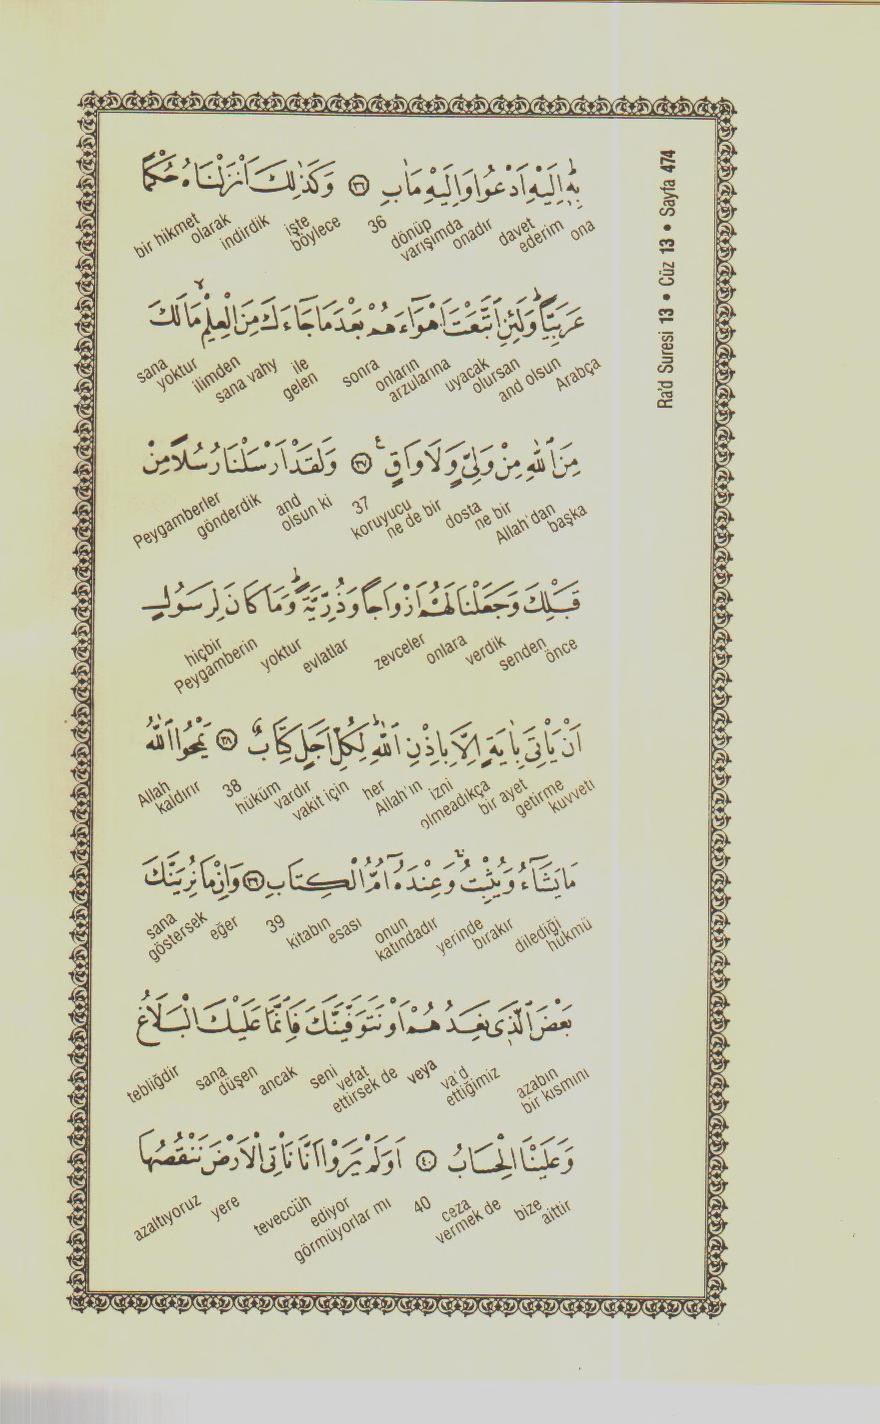 Ra'd Suresi 13 • Cüz 13 • Sayfa 474
بِهِ اِلَيْهِ اَدْعُوا وَاِلَيْهِ مَاٰبِ ﴿٣٦﴾ وَكَذٰلِكَ اَنْزَلْنَاهُ حُكْمًا
ona davet ederim onadır dönüp varışımda 36 işte böylece indirdik olarak bir hikmet
عَرَبِيًّا وَلَئِنِ اتَّبَعْتَ اَهْوَاءَهُمْ بَعْدَ مَا جَاءَكَ مِنَ الْعِلْمِ مَا لَكَ
Arabça and olsun olursan uyacak onların arzularına sonra ile gelen sana vahy ilimden yoktur sana
مِنَ اللّٰهِ مِنْ وَلِيٍّ وَلَا وَاقٍ ﴿٣٧﴾ وَلَقَدْ اَرْسَلْنَا رُسُلًا مِنْ
başka Allah'dan ne bir dosta ne de bir koruyucu 37 and olsun ki gönderdik Peygamberler
قَبْلِكَ وَجَعَلْنَا لَهُمْ اَزْوَاجًا وَذُرِّيَّةً وَمَا كَانَ لِرَسُولٍ
önce senden verdik onlara zevceler evlatlar yoktur hiçbir Peygamberin
اَنْ يَأْتِيَ بِاٰيَةٍ اِلَّا بِاِذْنِ اللّٰهِ لِكُلِّ اَجَلٍ كِتَابٌ ﴿٣٨﴾ يَمْحُوا اللّٰهُ
kuvveti getirme bir ayet olmeadıkça izni Allah'ın her vakit için vardır hüküm 38 kaldırır Allah
مَا يَشَاءُ وَيُثْبِتُ وَعِنْدَهُ اُمُّ الْكِتَابِ ﴿٣٩﴾ وَاِنْ مَا نُرِيَنَّكَ
hükmü dilediği bırakır yerinde onun katındadır esası kitabın 39 eğer göstersek sana
بَعْضَ الَّذِي نَعِدُهُمْ اَوْ نَتَوَفَّيَنَّكَ فَاِنَّمَا عَلَيْكَ الْبَلَاغُ
azabın bir kısmını va'd ettiğimiz veya vefat ettirsek de seni ancak düşen sana tebliğdir
وَعَلَيْنَا الْحِسَابُ ﴿٤٠﴾ اَوَلَمْ يَرَوْا اَنَّا نَأْتِي الْاَرْضَ نَنْقُصُهَا
aittir bize ceza vermek de 40 görmüyorlar mı ediyor teveccüh yere azaltıyoruz